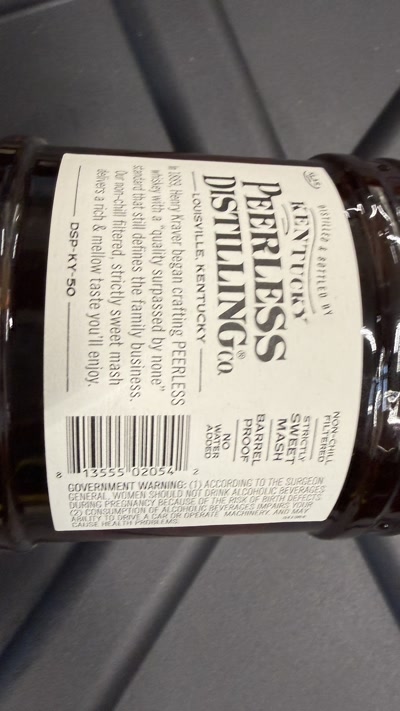 DISTILLED & BOTTLED BY
KENTUCKY
PEERLESS
DISTILLING® CO.
LOUISVILLE, KENTUCKY
In 1889, Henry Kraver began crafting PEERLESS
whiskey with a "quality surpassed by none"
standard that still defines the family business.
Our non-chill filtered, strictly sweet mash
delivers a rich & mellow taste you'll enjoy.
DSP-KY-50
NON-CHILL
FILTERED
STRICTLY
SWEET
MASH
BARREL
PROOF
NO
WATER
ADDED
8 13555 02054 2
GOVERNMENT WARNING: (1) ACCORDING TO THE SURGEON
GENERAL, WOMEN SHOULD NOT DRINK ALCOHOLIC BEVERAGES
DURING PREGNANCY BECAUSE OF THE RISK OF BIRTH DEFECTS.
(2) CONSUMPTION OF ALCOHOLIC BEVERAGES IMPAIRS YOUR
ABILITY TO DRIVE A CAR OR OPERATE MACHINERY, AND MAY
CAUSE HEALTH PROBLEMS.